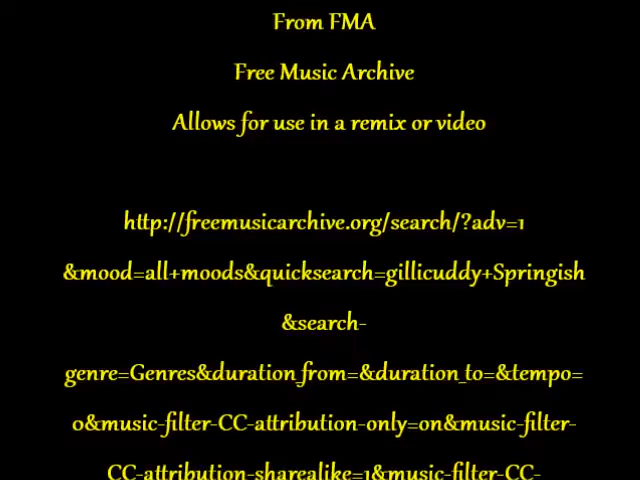 From FMA
Free Music Archive
Allows for use in a remix or video
http://freemusicarchive.org/search/?adv=1
&mood=all+moods&quicksearch=gillicuddy+Springish
&search-
genre=Genres&duration_from=&duration_to=&tempo=
0&music-filter-CC-attribution-only=on&music-filter-
CC-attribution-sharealike=1&music-filter-CC-